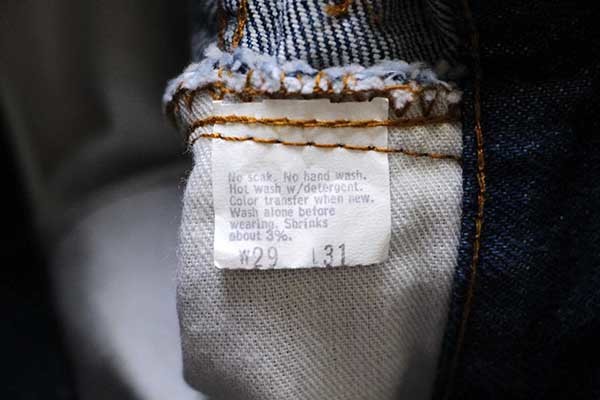 No soak. No hand wash.
Hot wash w/detergent.
Color transfer when new.
Wash alone before
wearing. Shrinks
about 3%.
W29 L31